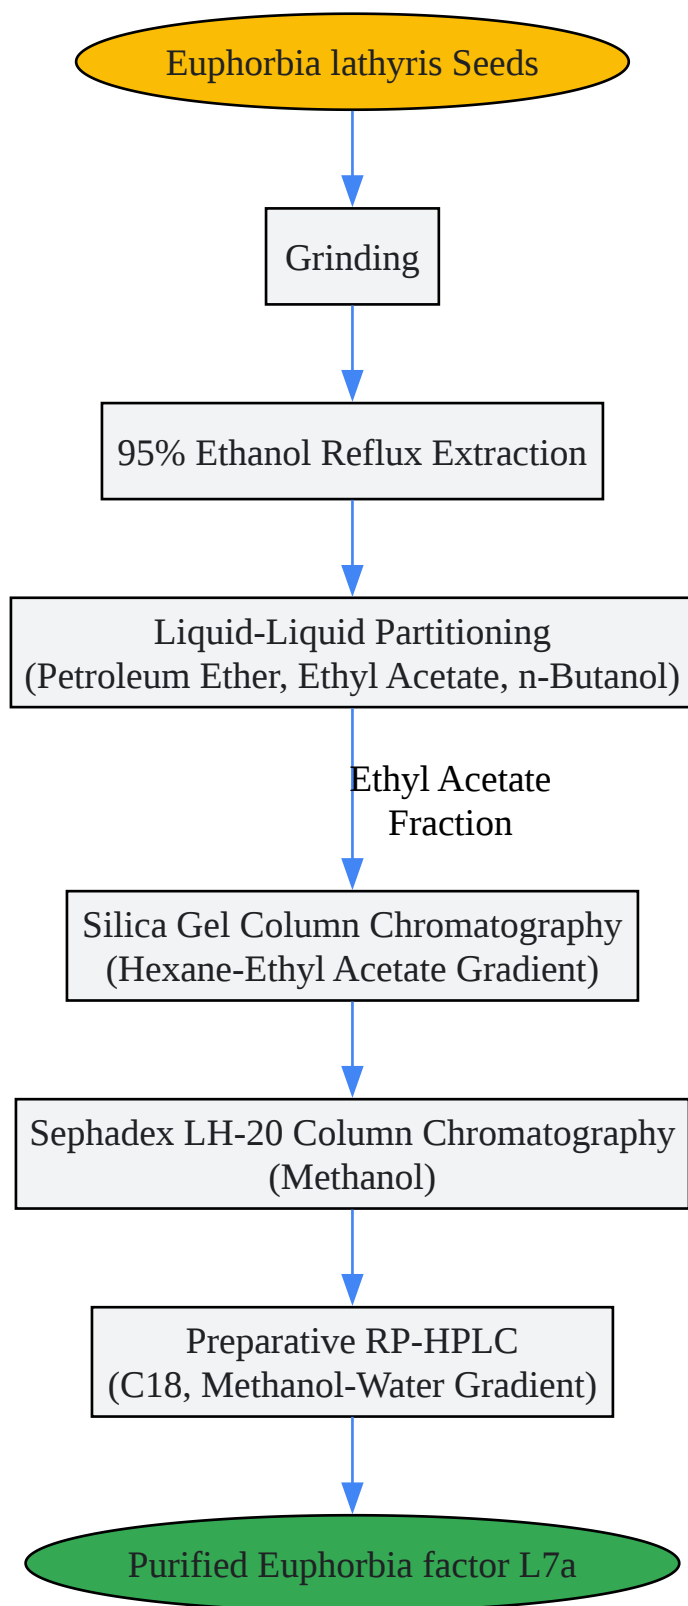 Euphorbia lathyris Seeds
Grinding
95% Ethanol Reflux Extraction
Liquid-Liquid Partitioning
(Petroleum Ether, Ethyl Acetate, n-Butanol)
Ethyl Acetate
Fraction
Silica Gel Column Chromatography
(Hexane-Ethyl Acetate Gradient)
Sephadex LH-20 Column Chromatography
(Methanol)
Preparative RP-HPLC
(C18, Methanol-Water Gradient)
Purified Euphorbia factor L7a